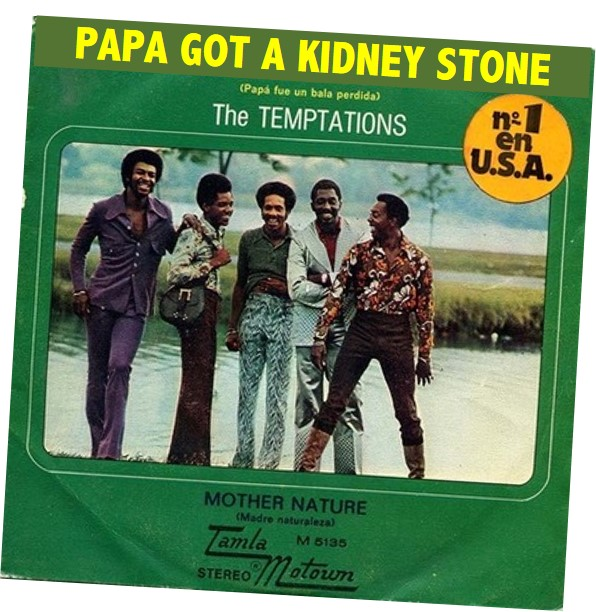 PAPA GOT A KIDNEY STONE
(Papá fue un bala perdida)
The TEMPTATIONS
nº1
en
U.S.A.
MOTHER NATURE
(Madre naturaleza)
Tamla
M 5135
STEREO ® Motown